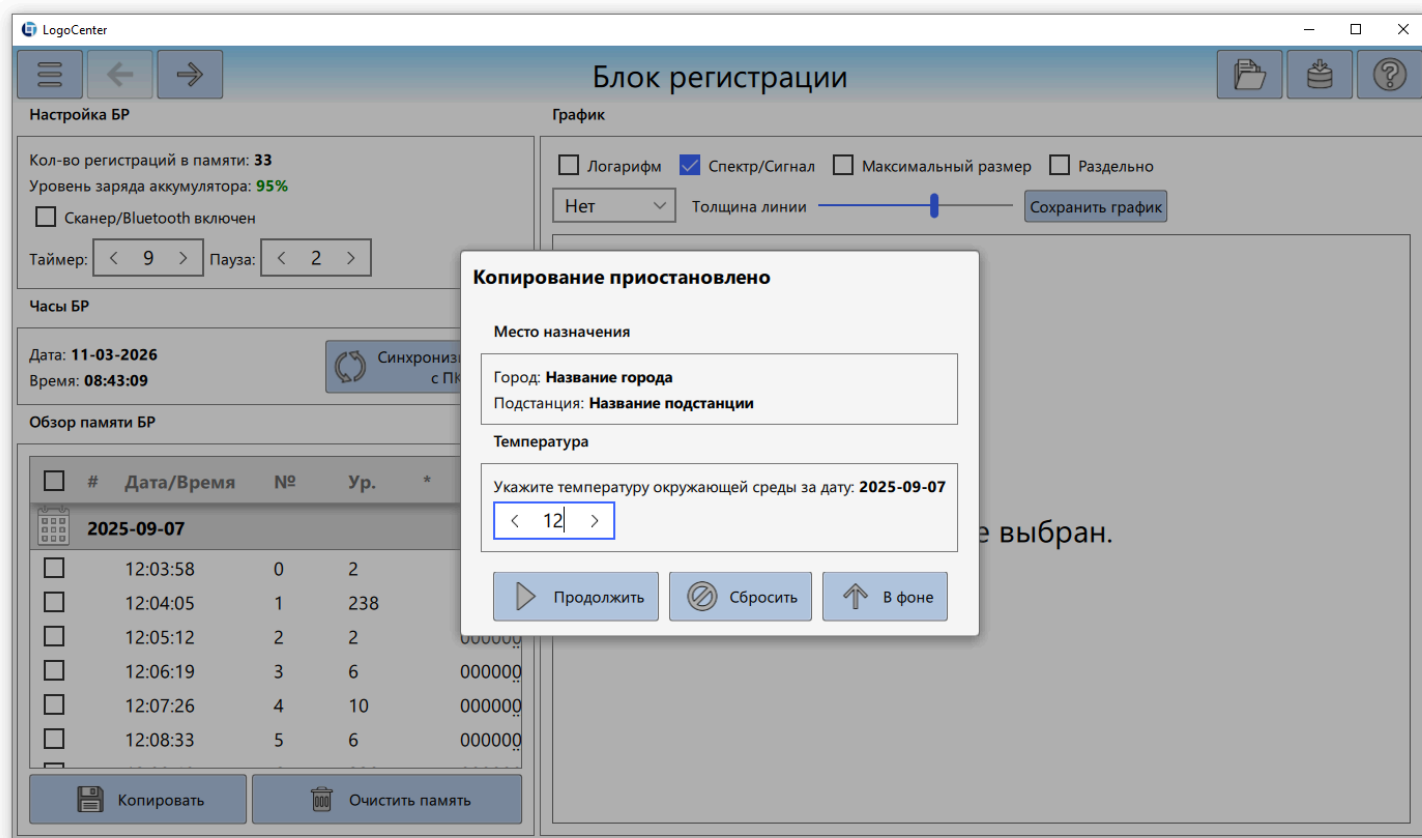 LogoCenter
Блок регистрации
Настройка БР
Кол-во регистраций в памяти: 33
Уровень заряда аккумулятора: 95%
Сканер/Bluetooth включен
Таймер: < 9 > Пауза: < 2 >
Часы БР
Дата: 11-03-2026
Время: 08:43:09
Синхрониз
с ПК
Обзор памяти БР
# Дата/Время № Ур. *
2025-09-07
12:03:58 0 2
12:04:05 1 238
12:05:12 2 2 000000
12:06:19 3 6 000000
12:07:26 4 10 000000
12:08:33 5 6 000000
Копировать Очистить память
График
Логарифм Спектр/Сигнал Максимальный размер Раздельно
Нет Толщина линии Сохранить график
е выбран.
Копирование приостановлено
Место назначения
Город: Название города
Подстанция: Название подстанции
Температура
Укажите температуру окружающей среды за дату: 2025-09-07
< 12 >
Продолжить Сбросить В фоне